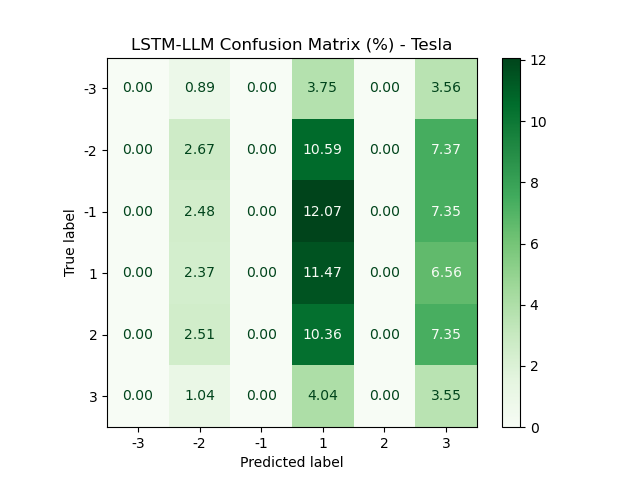 LSTM-LLM Confusion Matrix (%) - Tesla
-3 0.00 0.89 0.00 3.75 0.00 3.56
-2 0.00 2.67 0.00 10.59 0.00 7.37
-1 0.00 2.48 0.00 12.07 0.00 7.35
1 0.00 2.37 0.00 11.47 0.00 6.56
2 0.00 2.51 0.00 10.36 0.00 7.35
3 0.00 1.04 0.00 4.04 0.00 3.55
-3 -2 -1 1 2 3
Predicted label
True label
12
10
8
6
4
2
0